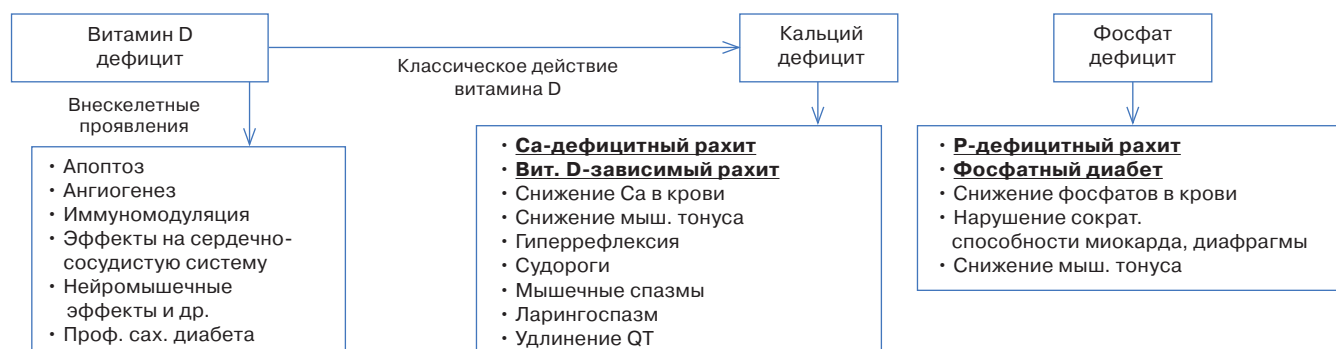 Витамин D
дефицит
Классическое действие
витамина D
Кальций
дефицит
Фосфат
дефицит
Внескелетные
проявления
• Апоптоз
• Ангиогенез
• Иммуномодуляция
• Эффекты на сердечно-
сосудистую систему
• Нейромышечные
эффекты и др.
• Проф. сах. диабета
• Са-дефицитный рахит
• Вит. D-зависимый рахит
• Снижение Са в крови
• Снижение мыш. тонуса
• Гиперрефлексия
• Судороги
• Мышечные спазмы
• Ларингоспазм
• Удлинение QT
• Р-дефицитный рахит
• Фосфатный диабет
• Снижение фосфатов в крови
• Нарушение сократ.
способности миокарда, диафрагмы
• Снижение мыш. тонуса